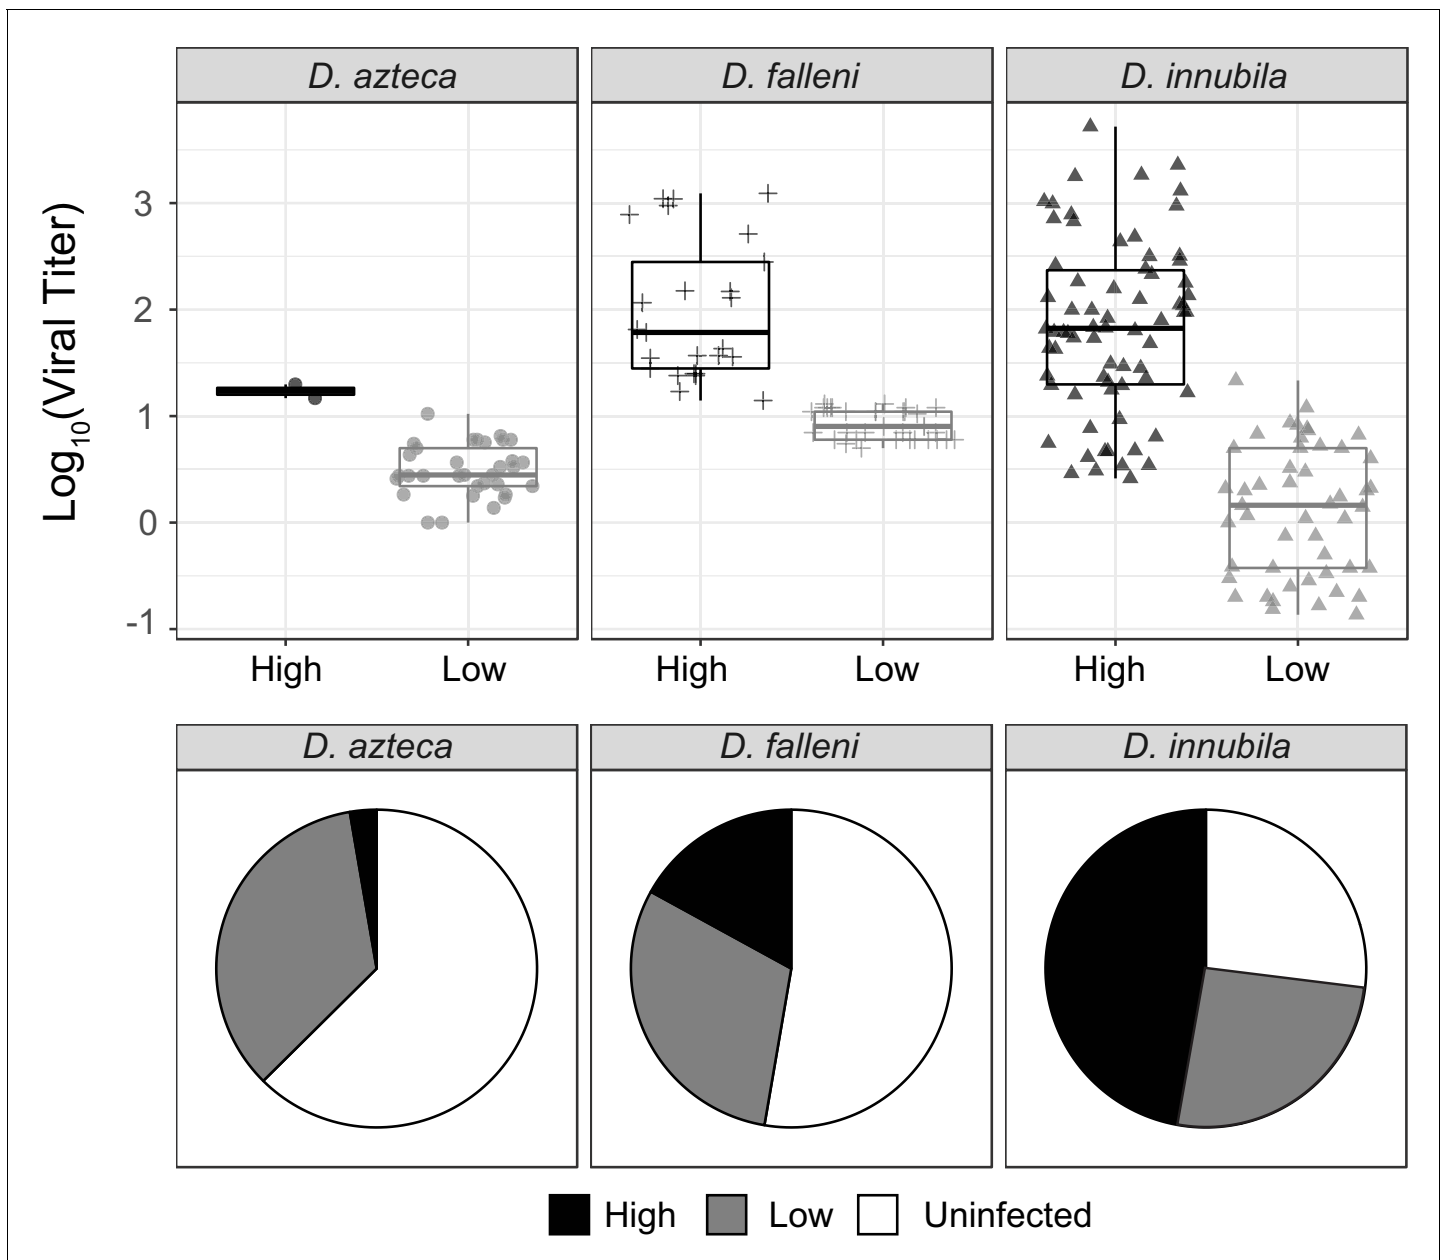 D. azteca D. falleni D. innubila
Log10(Viral Titer)
3
2
1
0
-1
High Low High Low High Low
D. azteca D. falleni D. innubila
High Low Uninfected